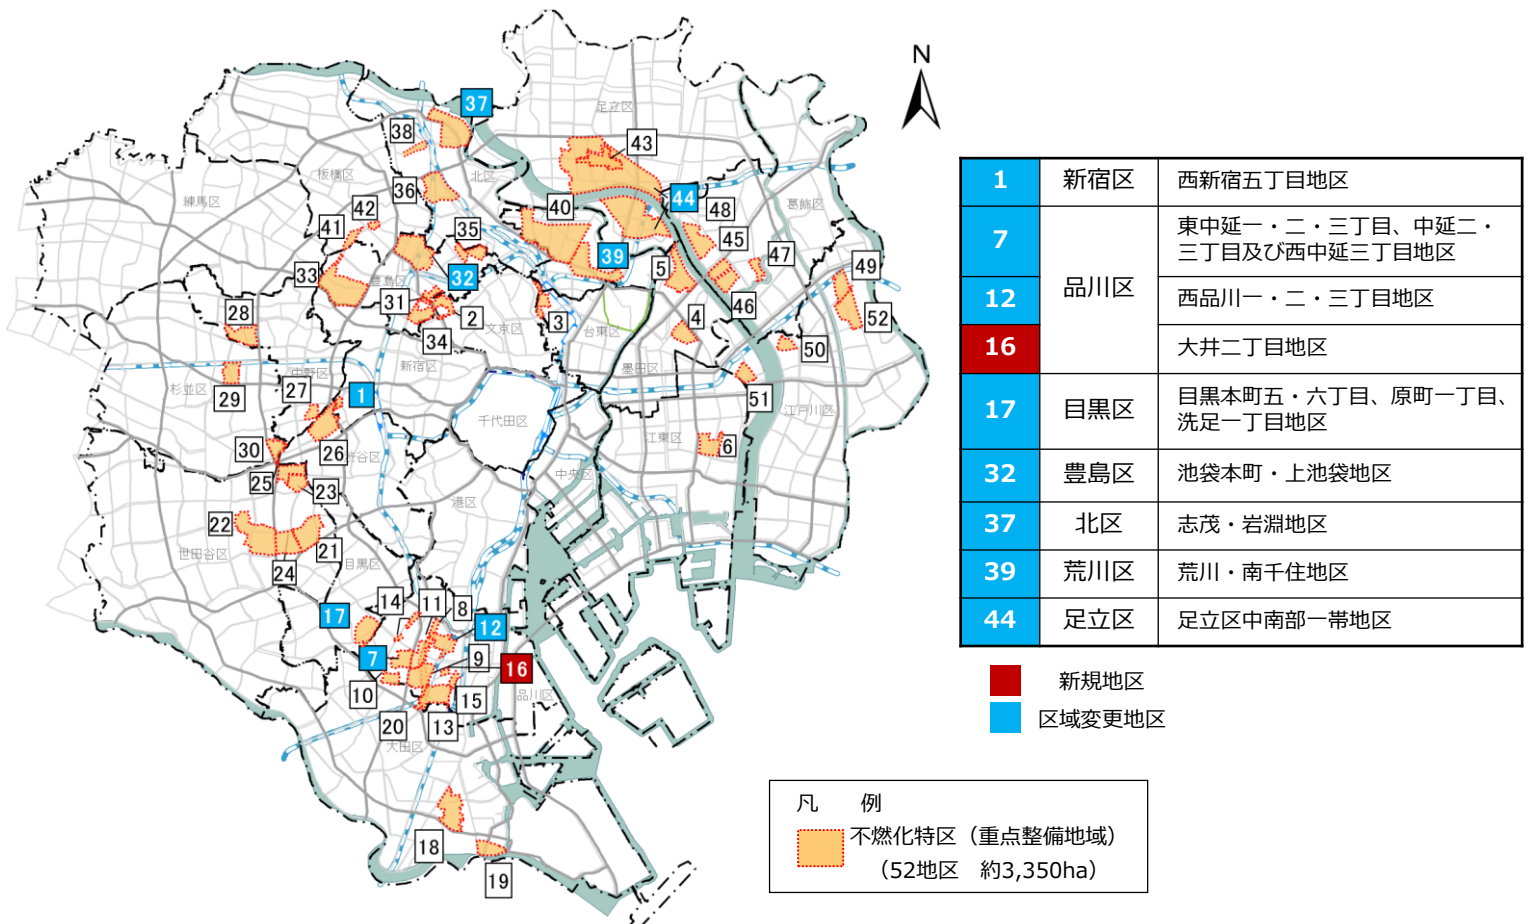 N
37
足立区
38
43
板橋区
北区
36
練馬区
44
葛飾区
40
48
42
41
35
39
45
47
33
豊島区
32
5
49
31
46
28
2
文京区
3
4
台東区
52
34
50
新宿区
墨田区
中野区
杉並区
29
27
1
51
江戸川区
千代田区
30
26
渋谷区
江東区
6
25
23
中央区
港区
22
世田谷区
21
24
目黒区
14
11
8
17
12
7
9
16
10
15
品川区
20
13
大田区
18
19
1 新宿区 西新宿五丁目地区
7 品川区 東中延一・二・三丁目、中延二・
三丁目及び西中延三丁目地区
12 西品川一・二・三丁目地区
16 大井二丁目地区
17 目黒区 目黒本町五・六丁目、原町一丁目、
洗足一丁目地区
32 豊島区 池袋本町・上池袋地区
37 北区 志茂・岩淵地区
39 荒川区 荒川・南千住地区
44 足立区 足立区中南部一帯地区
新規地区
区域変更地区
凡　例
不燃化特区（重点整備地域）
（52地区　約3,350ha）